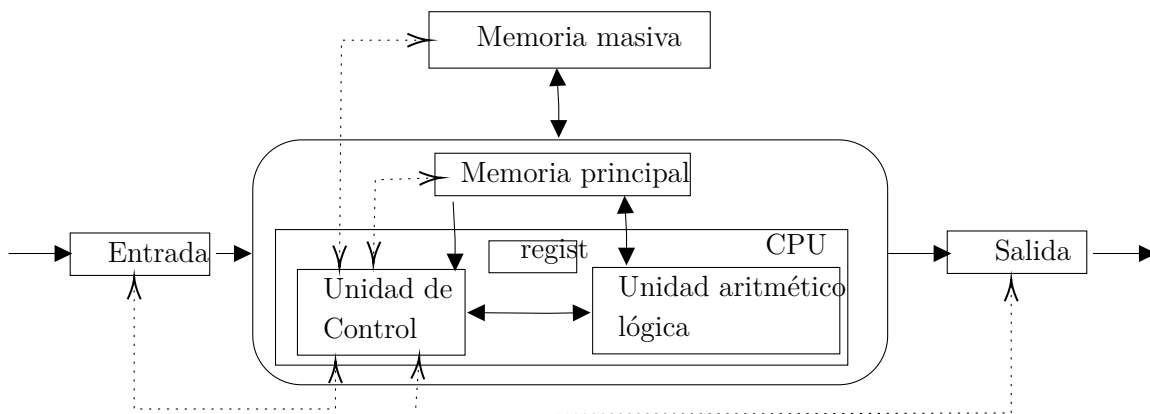 Memoria masiva
Memoria principal
CPU
regist
Entrada
Salida
Unidad de
Control
Unidad aritmético
lógica